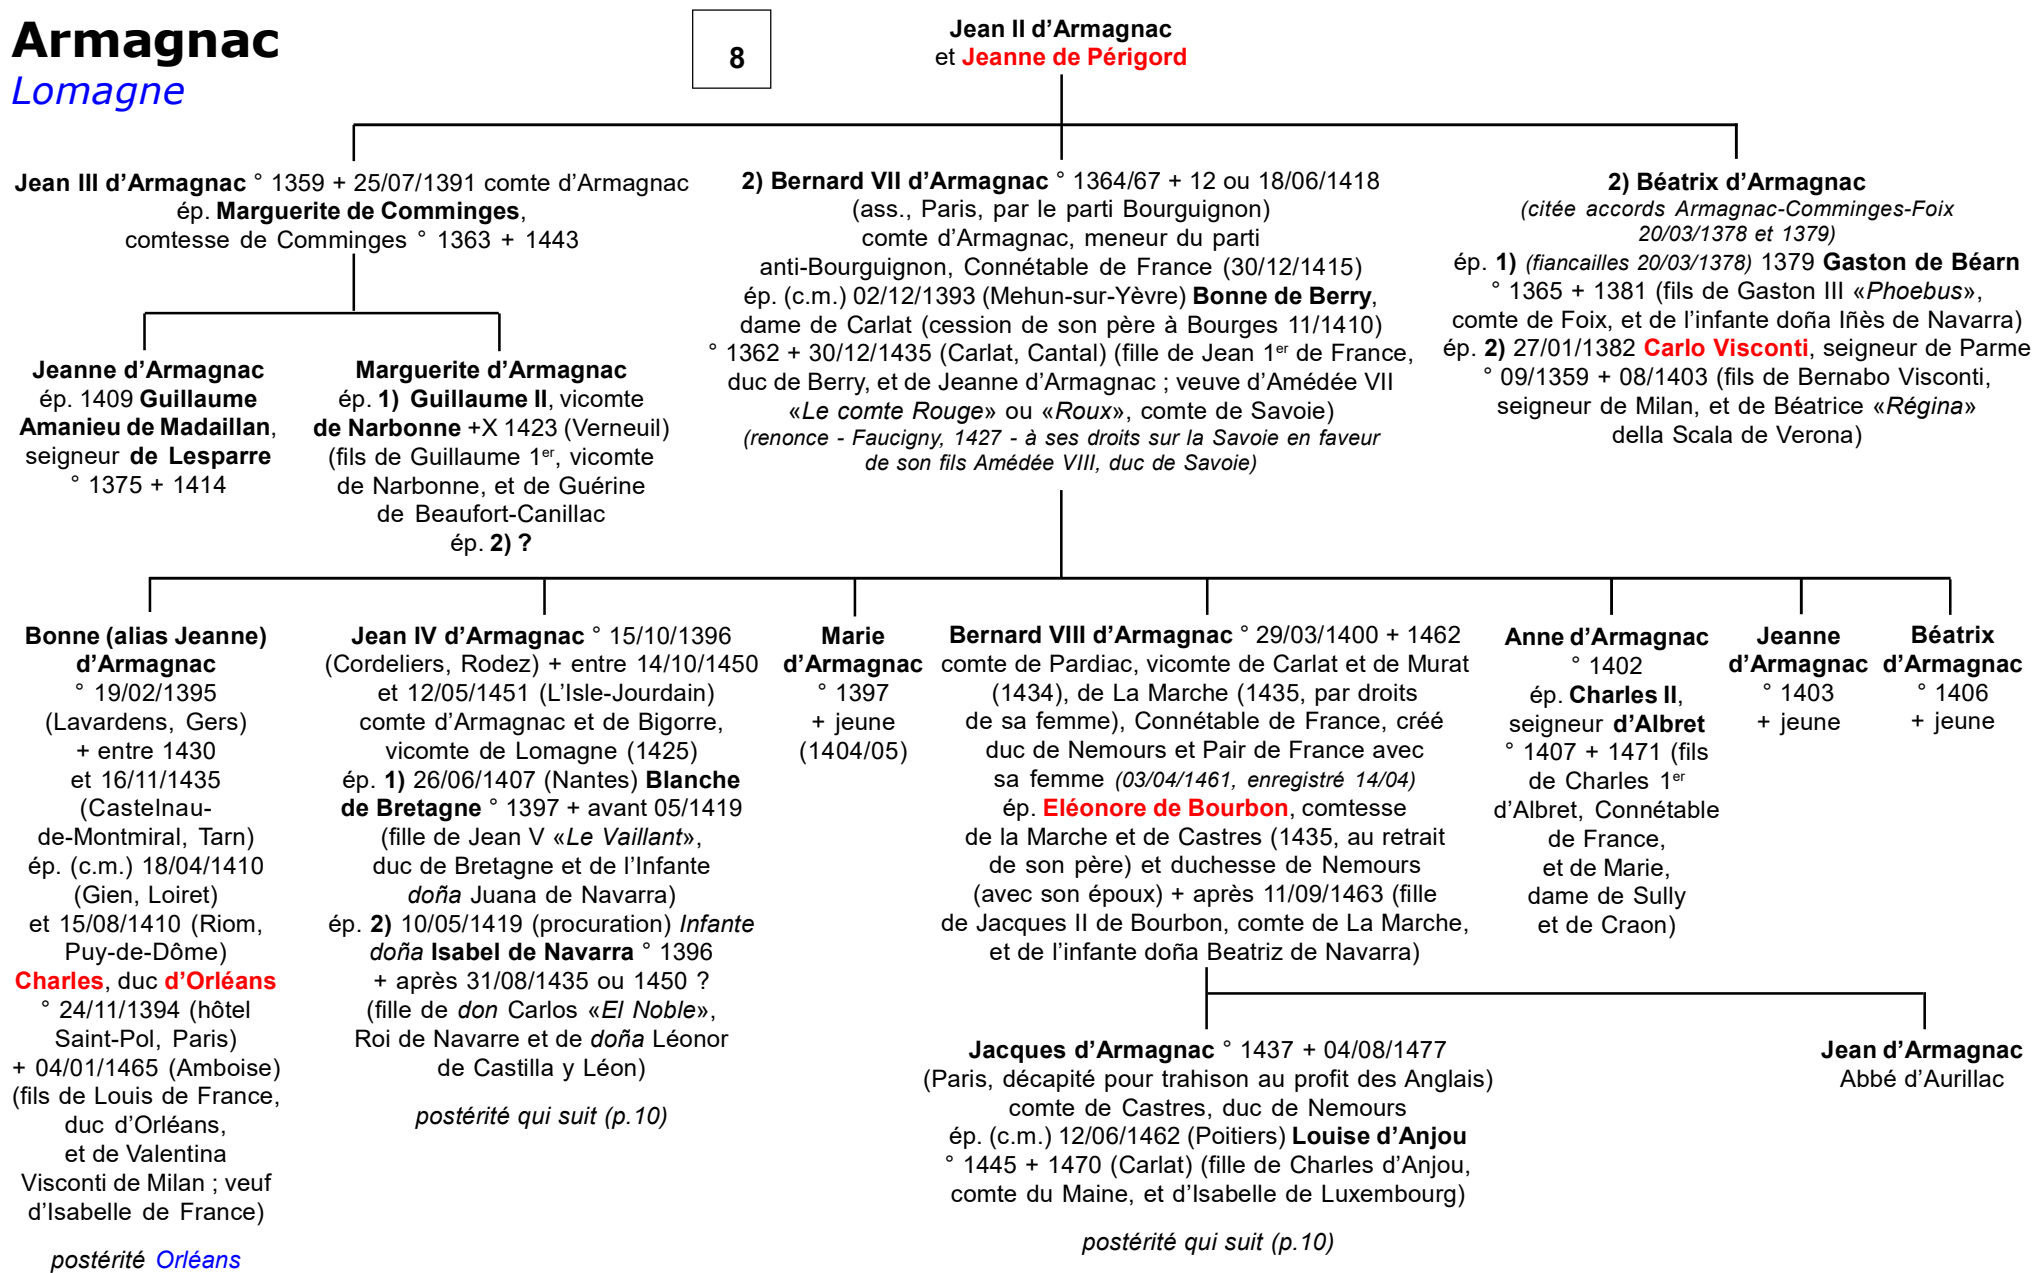 Armagnac
Lomagne
8
Jean II d’Armagnac
et Jeanne de Périgord
Jean III d’Armagnac ° 1359 + 25/07/1391 comte d’Armagnac
ép. Marguerite de Comminges,
comtesse de Comminges ° 1363 + 1443
2) Bernard VII d’Armagnac ° 1364/67 + 12 ou 18/06/1418
(ass., Paris, par le parti Bourguignon)
comte d’Armagnac, meneur du parti
anti-Bourguignon, Connétable de France (30/12/1415)
ép. (c.m.) 02/12/1393 (Mehun-sur-Yèvre) Bonne de Berry,
dame de Carlat (cession de son père à Bourges 11/1410)
° 1362 + 30/12/1435 (Carlat, Cantal) (fille de Jean 1er de France,
duc de Berry, et de Jeanne d’Armagnac ; veuve d’Amédée VII
«Le comte Rouge» ou «Roux», comte de Savoie)
(renonce - Faucigny, 1427 - à ses droits sur la Savoie en faveur
de son fils Amédée VIII, duc de Savoie)
2) Béatrix d’Armagnac
(citée accords Armagnac-Comminges-Foix
20/03/1378 et 1379)
ép. 1) (fiancailles 20/03/1378) 1379 Gaston de Béarn
° 1365 + 1381 (fils de Gaston III «Phoebus»,
comte de Foix, et de l’infante doña Iñès de Navarra)
ép. 2) 27/01/1382 Carlo Visconti, seigneur de Parme
° 09/1359 + 08/1403 (fils de Bernabo Visconti,
seigneur de Milan, et de Béatrice «Régina»
della Scala de Verona)
Jeanne d’Armagnac
ép. 1409 Guillaume
Amanieu de Madaillan,
seigneur de Lesparre
° 1375 + 1414
Marguerite d’Armagnac
ép. 1) Guillaume II, vicomte
de Narbonne +X 1423 (Verneuil)
(fils de Guillaume 1er, vicomte
de Narbonne, et de Guérine
de Beaufort-Canillac
ép. 2) ?
Bonne (alias Jeanne)
d’Armagnac
° 19/02/1395
(Lavardens, Gers)
+ entre 1430
et 16/11/1435
(Castelnau-
de-Montmiral, Tarn)
ép. (c.m.) 18/04/1410
(Gien, Loiret)
et 15/08/1410 (Riom,
Puy-de-Dôme)
Charles, duc d’Orléans
° 24/11/1394 (hôtel
Saint-Pol, Paris)
+ 04/01/1465 (Amboise)
(fils de Louis de France,
duc d’Orléans,
et de Valentina
Visconti de Milan ; veuf
d’Isabelle de France)
postérité Orléans
Jean IV d’Armagnac ° 15/10/1396
(Cordeliers, Rodez) + entre 14/10/1450
et 12/05/1451 (L’Isle-Jourdain)
comte d’Armagnac et de Bigorre,
vicomte de Lomagne (1425)
ép. 1) 26/06/1407 (Nantes) Blanche
de Bretagne ° 1397 + avant 05/1419
(fille de Jean V «Le Vaillant»,
duc de Bretagne et de l’Infante
doña Juana de Navarra)
ép. 2) 10/05/1419 (procuration) Infante
doña Isabel de Navarra ° 1396
+ après 31/08/1435 ou 1450 ?
(fille de don Carlos «El Noble»,
Roi de Navarre et de doña Léonor
de Castilla y Léon)
postérité qui suit (p.10)
Marie
d’Armagnac
° 1397
+ jeune
(1404/05)
Bernard VIII d’Armagnac ° 29/03/1400 + 1462
comte de Pardiac, vicomte de Carlat et de Murat
(1434), de La Marche (1435, par droits
de sa femme), Connétable de France, créé
duc de Nemours et Pair de France avec
sa femme (03/04/1461, enregistré 14/04)
ép. Eléonore de Bourbon, comtesse
de la Marche et de Castres (1435, au retrait
de son père) et duchesse de Nemours
(avec son époux) + après 11/09/1463 (fille
de Jacques II de Bourbon, comte de La Marche,
et de l’infante doña Beatriz de Navarra)
Anne d’Armagnac
° 1402
ép. Charles II,
seigneur d’Albret
° 1407 + 1471 (fils
de Charles 1er
d’Albret, Connétable
de France,
et de Marie,
dame de Sully
et de Craon)
Jeanne
d’Armagnac
° 1403
+ jeune
Béatrix
d’Armagnac
° 1406
+ jeune
Jacques d’Armagnac ° 1437 + 04/08/1477
(Paris, décapité pour trahison au profit des Anglais)
comte de Castres, duc de Nemours
ép. (c.m.) 12/06/1462 (Poitiers) Louise d’Anjou
° 1445 + 1470 (Carlat) (fille de Charles d’Anjou,
comte du Maine, et d’Isabelle de Luxembourg)
postérité qui suit (p.10)
Jean d’Armagnac
Abbé d’Aurillac